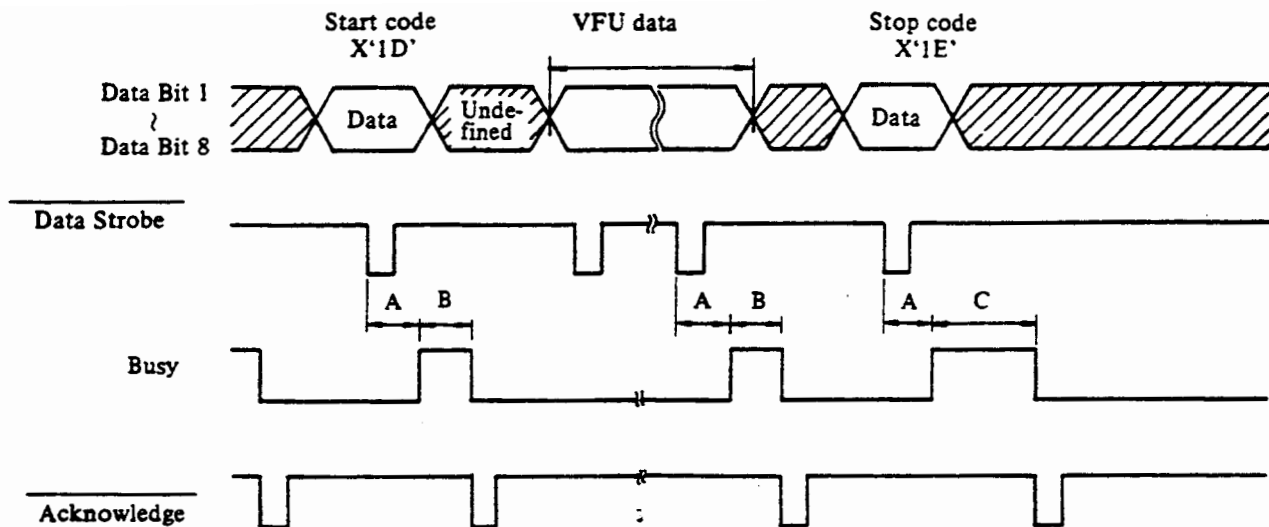 Start code
X‘1D’
VFU data
Stop code
X‘1E’
Data Bit 1
~
Data Bit 8
Data
Unde-
fined
Data
Data Strobe
A B A B A C
Busy
Acknowledge